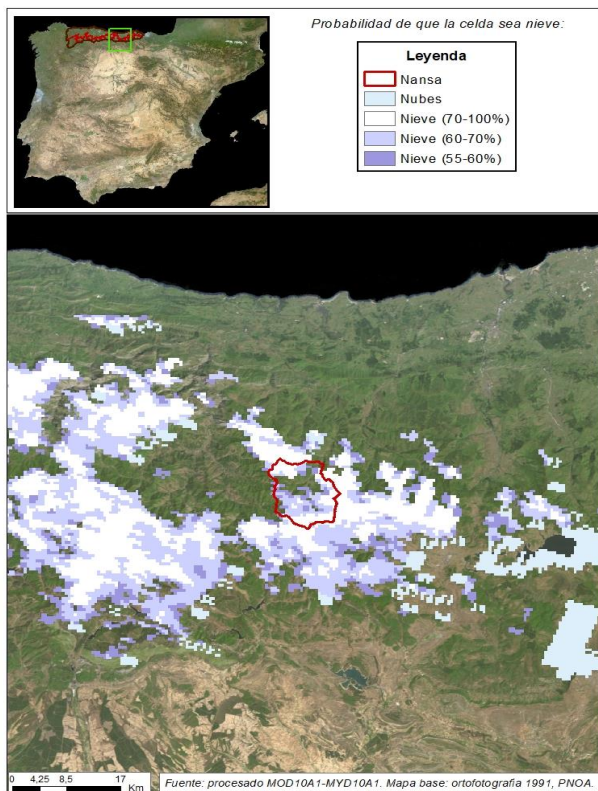 Probabilidad de que la celda sea nieve:
Leyenda
Nansa
Nubes
Nieve (70-100%)
Nieve (60-70%)
Nieve (55-60%)
0 4,25 8,5 17
Km
Fuente: procesado MOD10A1-MYD10A1. Mapa base: ortofotografia 1991, PNOA.